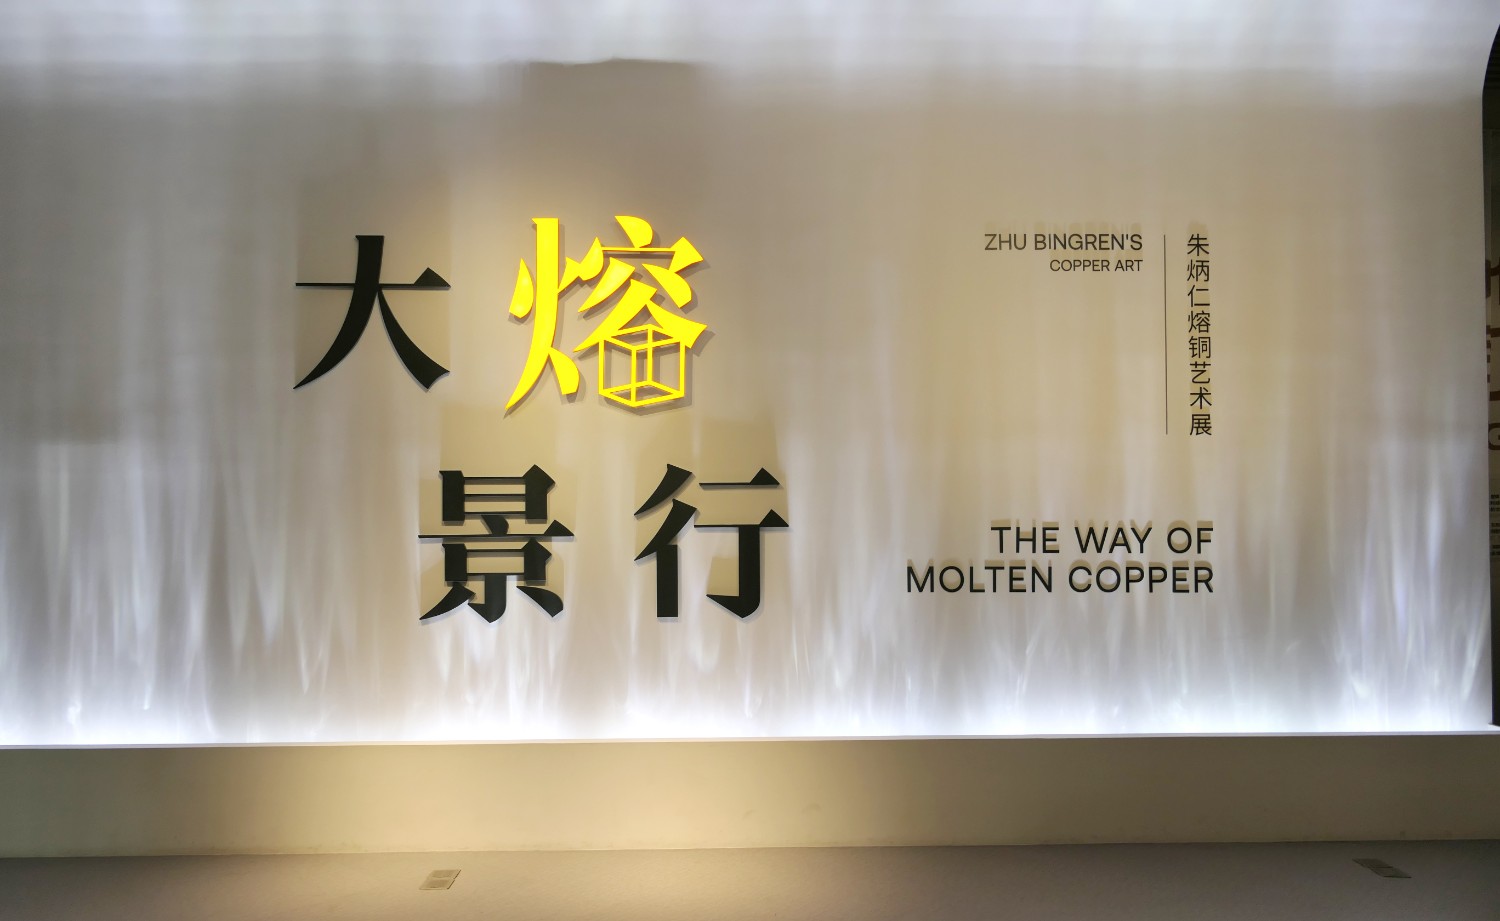 大熔
景行
ZHU BINGREN'S
COPPER ART
朱炳仁熔铜艺术展
THE WAY OF
MOLTEN COPPER